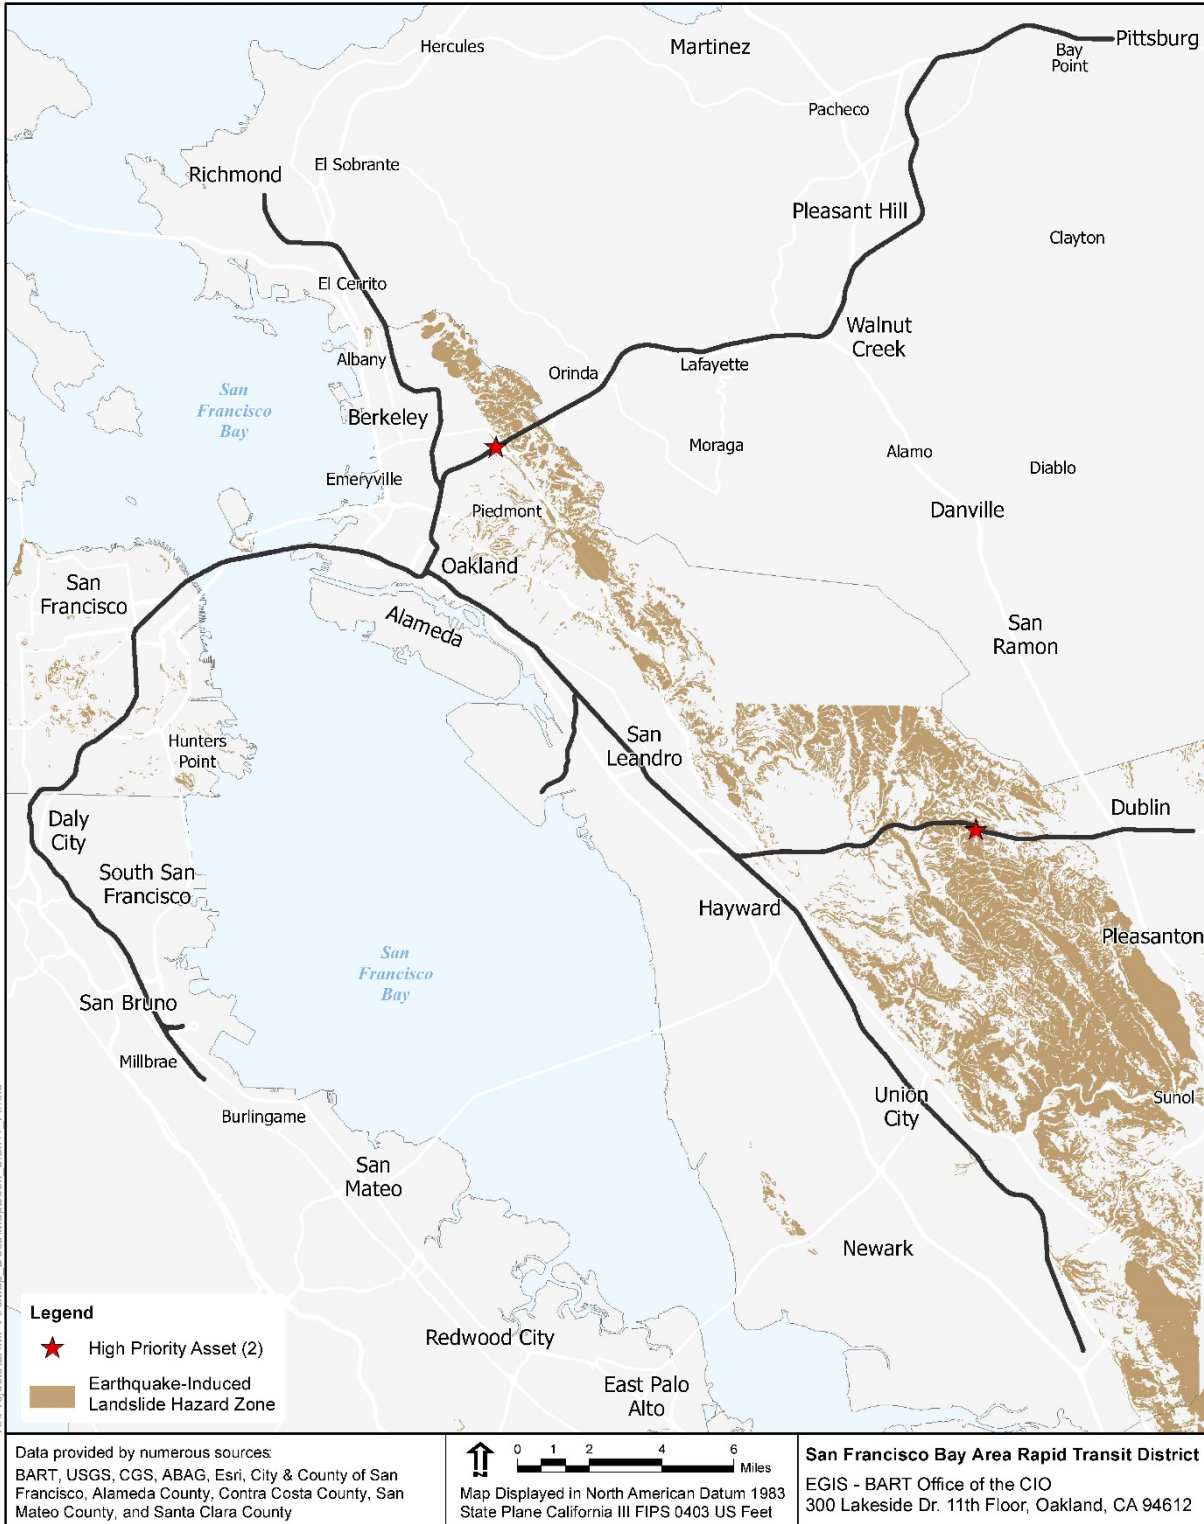 Hercules
Martinez
Pittsburg
Bay
Point
Pacheco
El Sobrante
Richmond
Pleasant Hill
Clayton
El Cerrito
Walnut
Creek
Albany
Orinda
Lafayette
San
Francisco
Bay
Berkeley
Moraga
Alamo
Diablo
Emeryville
Piedmont
Danville
Oakland
San
Francisco
Alameda
San
Ramon
Hunters
Point
San
Leandro
Daly
City
Dublin
South San
Francisco
Hayward
Pleasanton
San
Francisco
Bay
San Bruno
Millbrae
Union
City
Sunol
Burlingame
San
Mateo
Newark
Redwood City
East Palo
Alto
Legend
High Priority Asset (2)
Earthquake-Induced
Landslide Hazard Zone
Data provided by numerous sources:
BART, USGS, CGS, ABAG, Esri, City & County of San
Francisco, Alameda County, Contra Costa County, San
Mateo County, and Santa Clara County
N
0 1 2 4 6
Miles
Map Displayed in North American Datum 1983
State Plane California III FIPS 0403 US Feet
San Francisco Bay Area Rapid Transit District
EGIS - BART Office of the CIO
300 Lakeside Dr. 11th Floor, Oakland, CA 94612